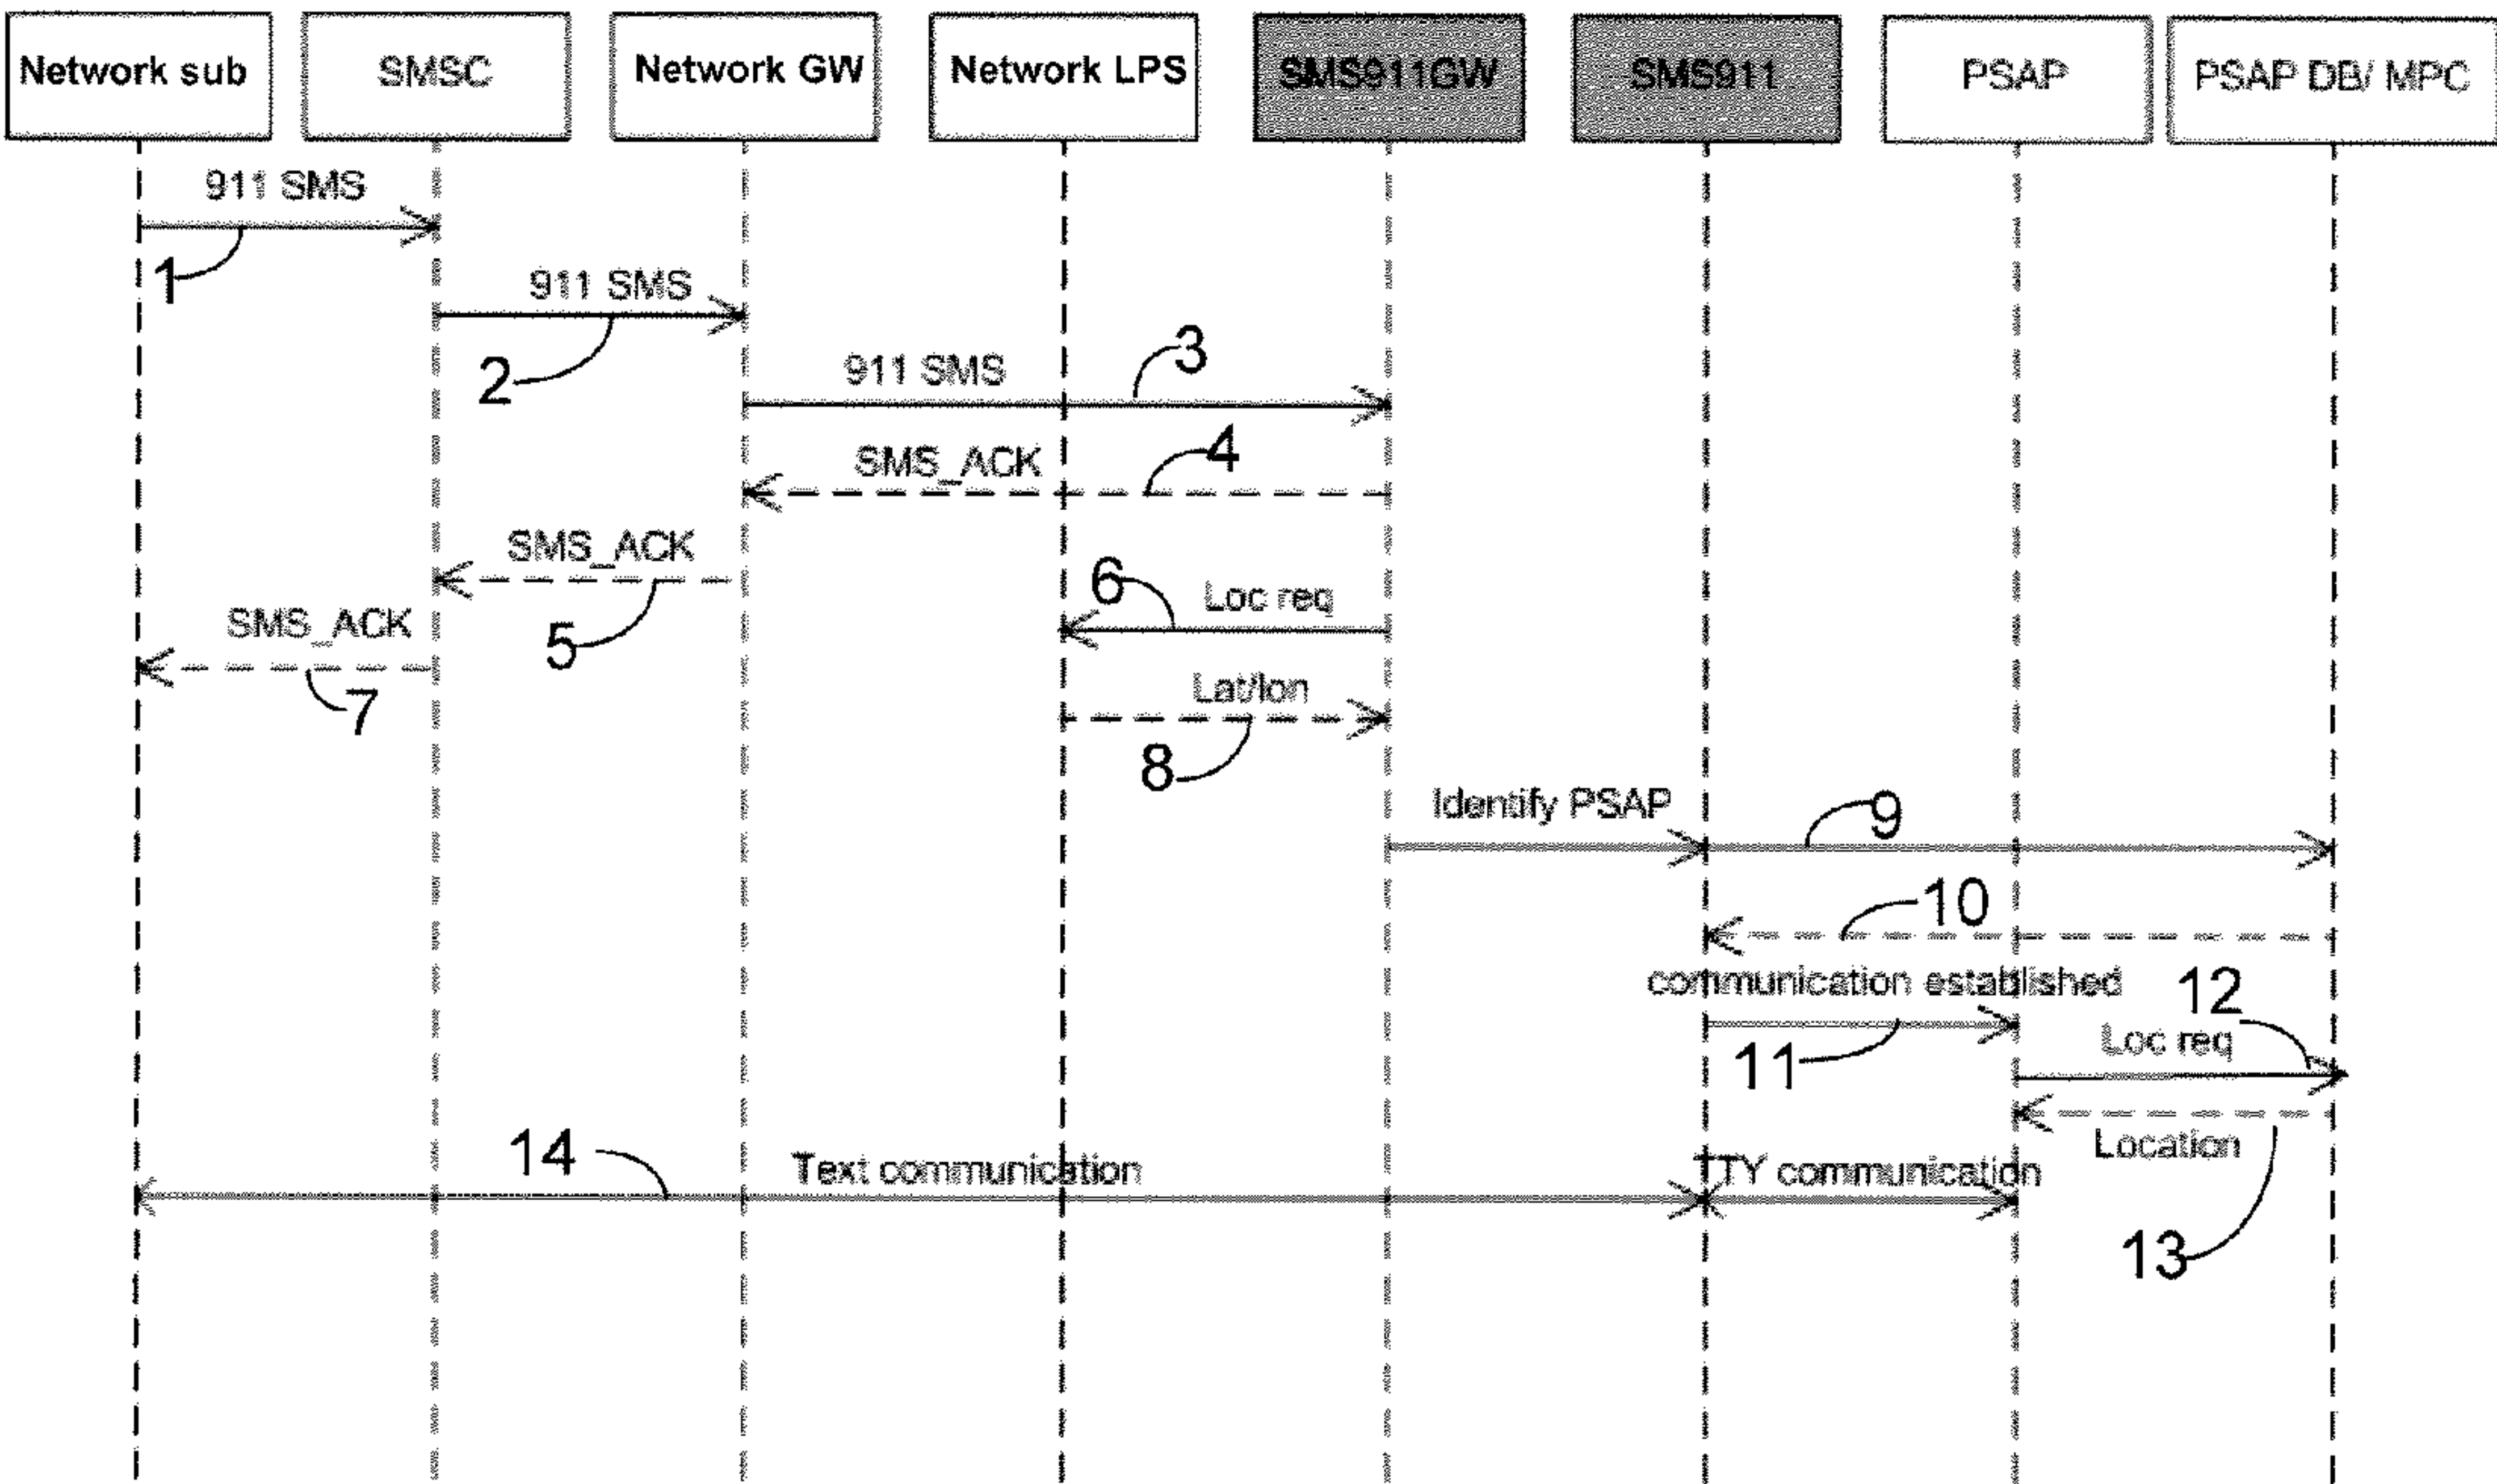 Network sub
SMSC
Network GW
Network LPS
SMS911GW
SMS911
PSAP
PSAP DB/ MPC
911 SMS
1
911 SMS
2
3
911 SMS
4
SMS_ACK
SMS_ACK
5
6
Loc req
SMS_ACK
7
Lat/lon
8
Identify PSAP
9
10
communication established
12
11
Loc req
14
Text communication
TTY communication
Location
13